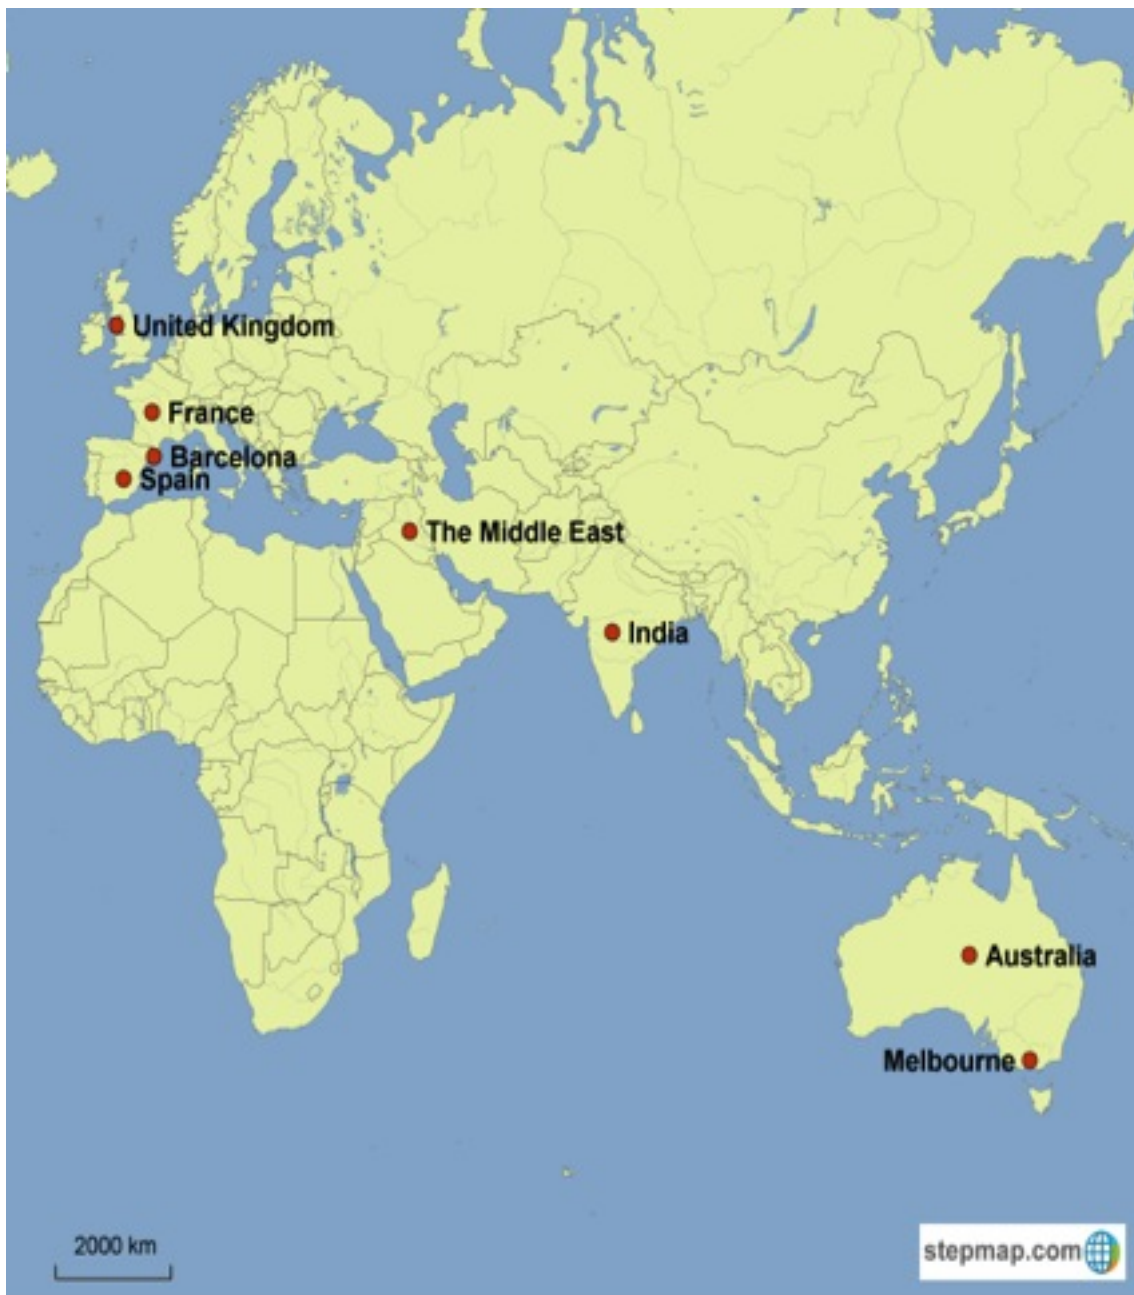 United Kingdom
France
Barcelona
Spain
The Middle East
India
Australia
Melbourne
2000 km
stepmap.com